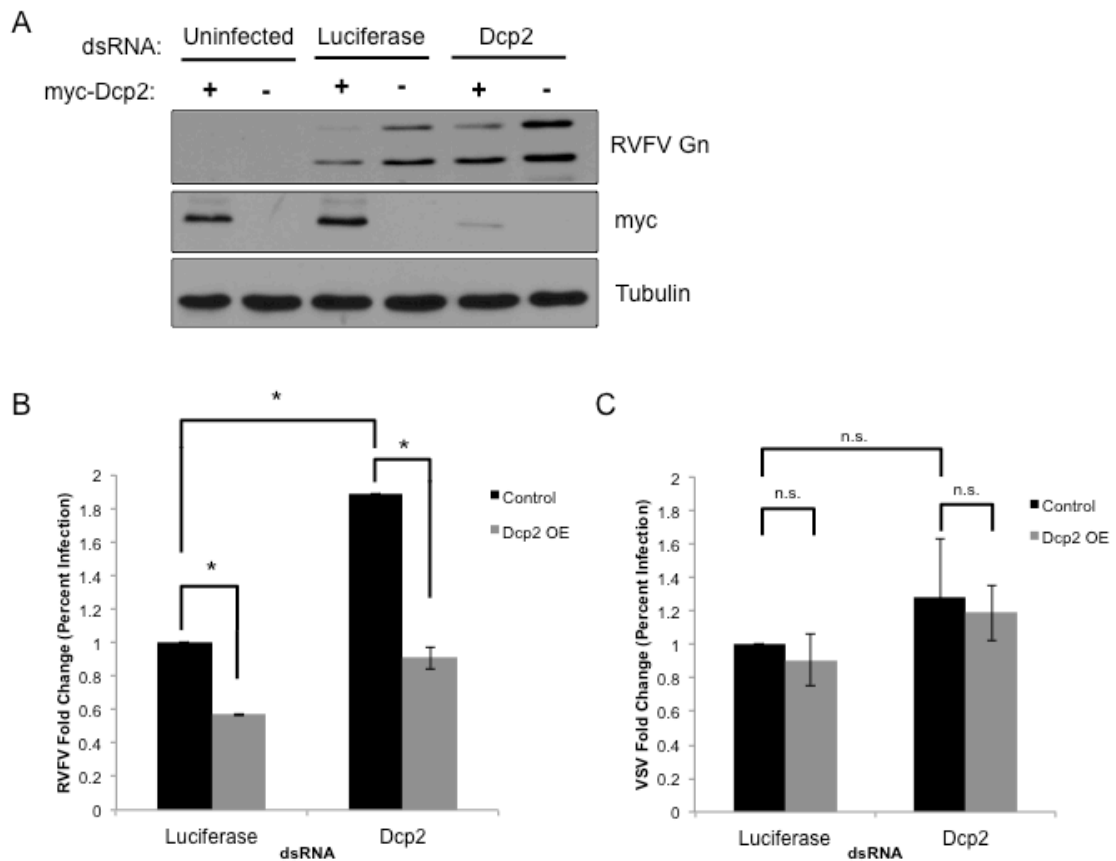 A
dsRNA: Uninfected Luciferase Dcp2
myc-Dcp2: + - + - + -
RVFV Gn
myc
Tubulin
B
*
*
*
RVFV Fold Change (Percent Infection)
2
1.8
1.6
1.4
1.2
1
0.8
0.6
0.4
0.2
0
Control
Dcp2 OE
Luciferase Dcp2
dsRNA
C
n.s.
n.s.
n.s.
VSV Fold Change (Percent Infection)
2
1.8
1.6
1.4
1.2
1
0.8
0.6
0.4
0.2
0
Control
Dcp2 OE
Luciferase Dcp2
dsRNA